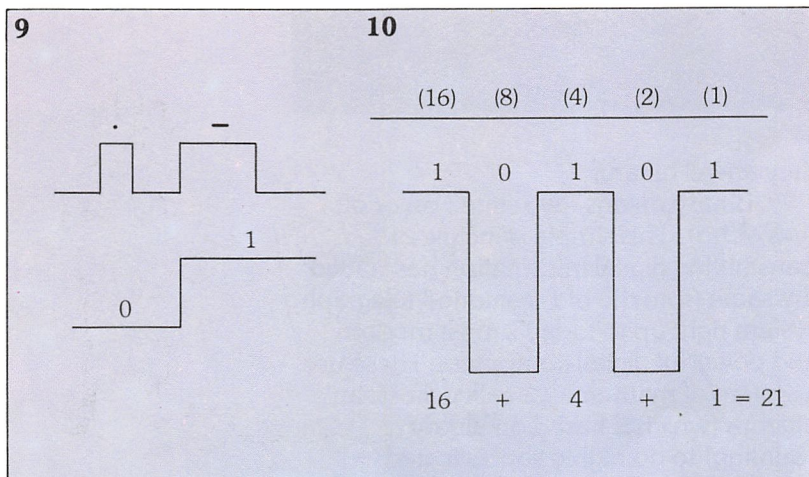 9
10
· –
1
0
(16) (8) (4) (2) (1)
1 0 1 0 1
16 + 4 + 1 = 21